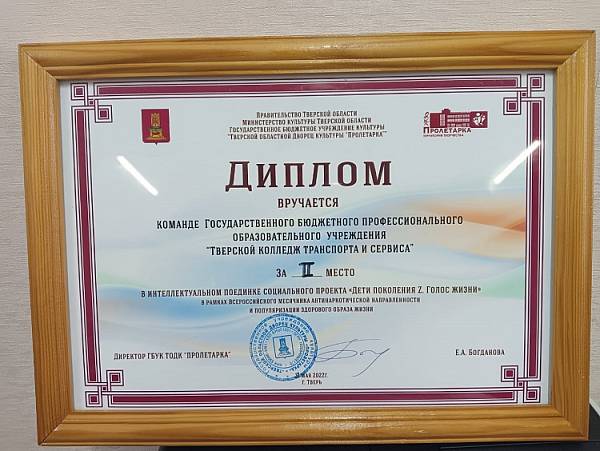 Правительство Тверской области
Министерство культуры Тверской области
Государственное бюджетное учреждение культуры
"Тверской областной Дворец культуры "Пролетарка""
Пролетарка
Диплом
вручается
команде Государственного бюджетного профессионального
образовательного учреждения
"Тверской колледж транспорта и сервиса"
за II место
в интеллектуальном поединке социального проекта «Дети поколения Z. Голос жизни»
в рамках Всероссийского месячника антинаркотической направленности
и популяризации здорового образа жизни
Директор ГБУК ТОДК "Пролетарка"
Е.А. Богданова
мая 2022г.
г. Тверь